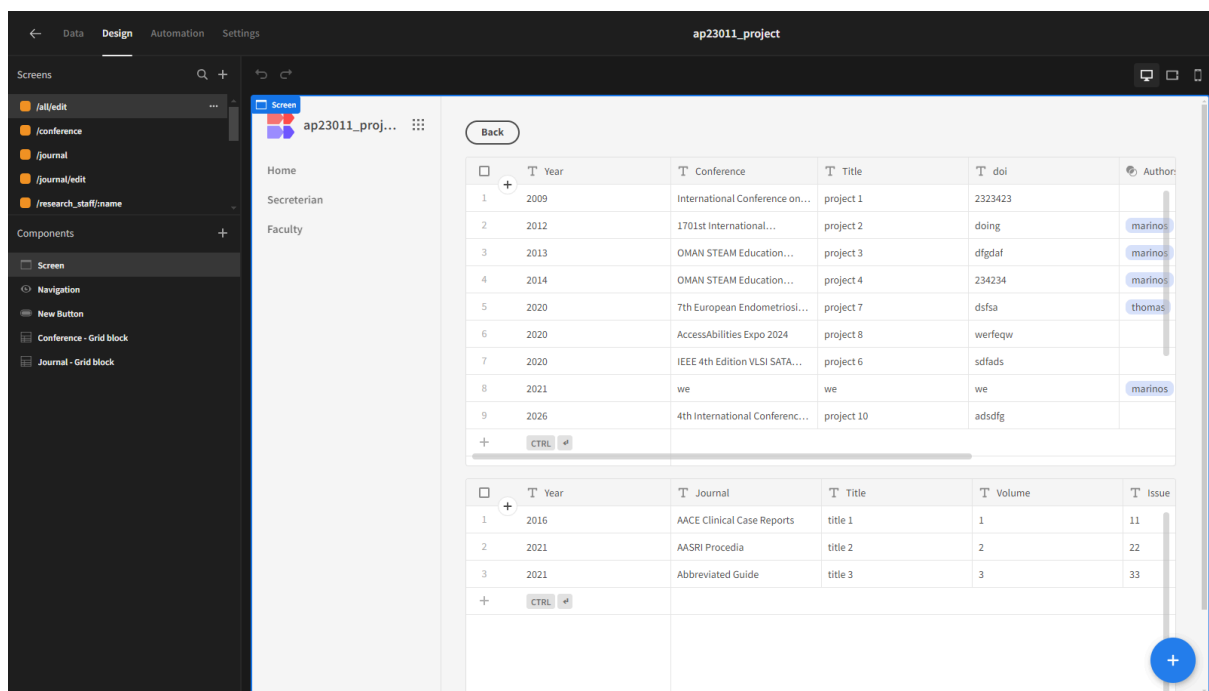 Data Design Automation Settings ap23011_project
Screens
/all/edit
/conference
/journal
/journal/edit
/research_staff/:name
Components
Screen
Navigation
New Button
Conference - Grid block
Journal - Grid block
Screen
ap23011_proj...
Home
Secreterian
Faculty
Back
Year Conference Title doi Authors
1 2009 International Conference on... project 1 2323423
2 2012 1701st International... project 2 doing marinos
3 2013 OMAN STEAM Education... project 3 dfgdaf marinos
4 2014 OMAN STEAM Education... project 4 234234 marinos
5 2020 7th European Endometriosi... project 7 dsfsa thomas
6 2020 AccessAbilities Expo 2024 project 8 werfeqw
7 2020 IEEE 4th Edition VLSI SATA... project 6 sdfads
8 2021 we we we marinos
9 2026 4th International Conferenc... project 10 adsdfg
CTRL
Year Journal Title Volume Issue
1 2016 AACE Clinical Case Reports title 1 1 11
2 2021 AASRI Procedia title 2 2 22
3 2021 Abbreviated Guide title 3 3 33
CTRL